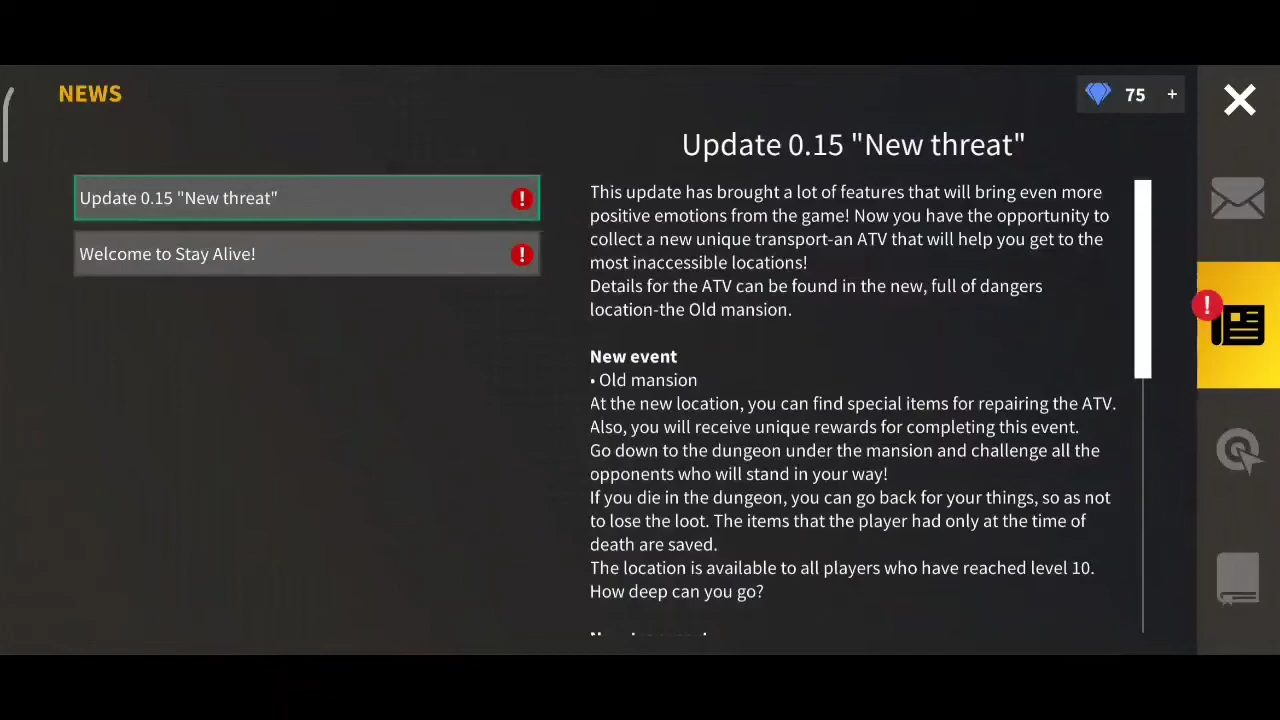 NEWS
75 +
Update 0.15 "New threat"
Update 0.15 "New threat"
Welcome to Stay Alive!
This update has brought a lot of features that will bring even more
positive emotions from the game! Now you have the opportunity to
collect a new unique transport-an ATV that will help you get to the
most inaccessible locations!
Details for the ATV can be found in the new, full of dangers
location-the Old mansion.
New event
• Old mansion
At the new location, you can find special items for repairing the ATV.
Also, you will receive unique rewards for completing this event.
Go down to the dungeon under the mansion and challenge all the
opponents who will stand in your way!
If you die in the dungeon, you can go back for your things, so as not
to lose the loot. The items that the player had only at the time of
death are saved.
The location is available to all players who have reached level 10.
How deep can you go?